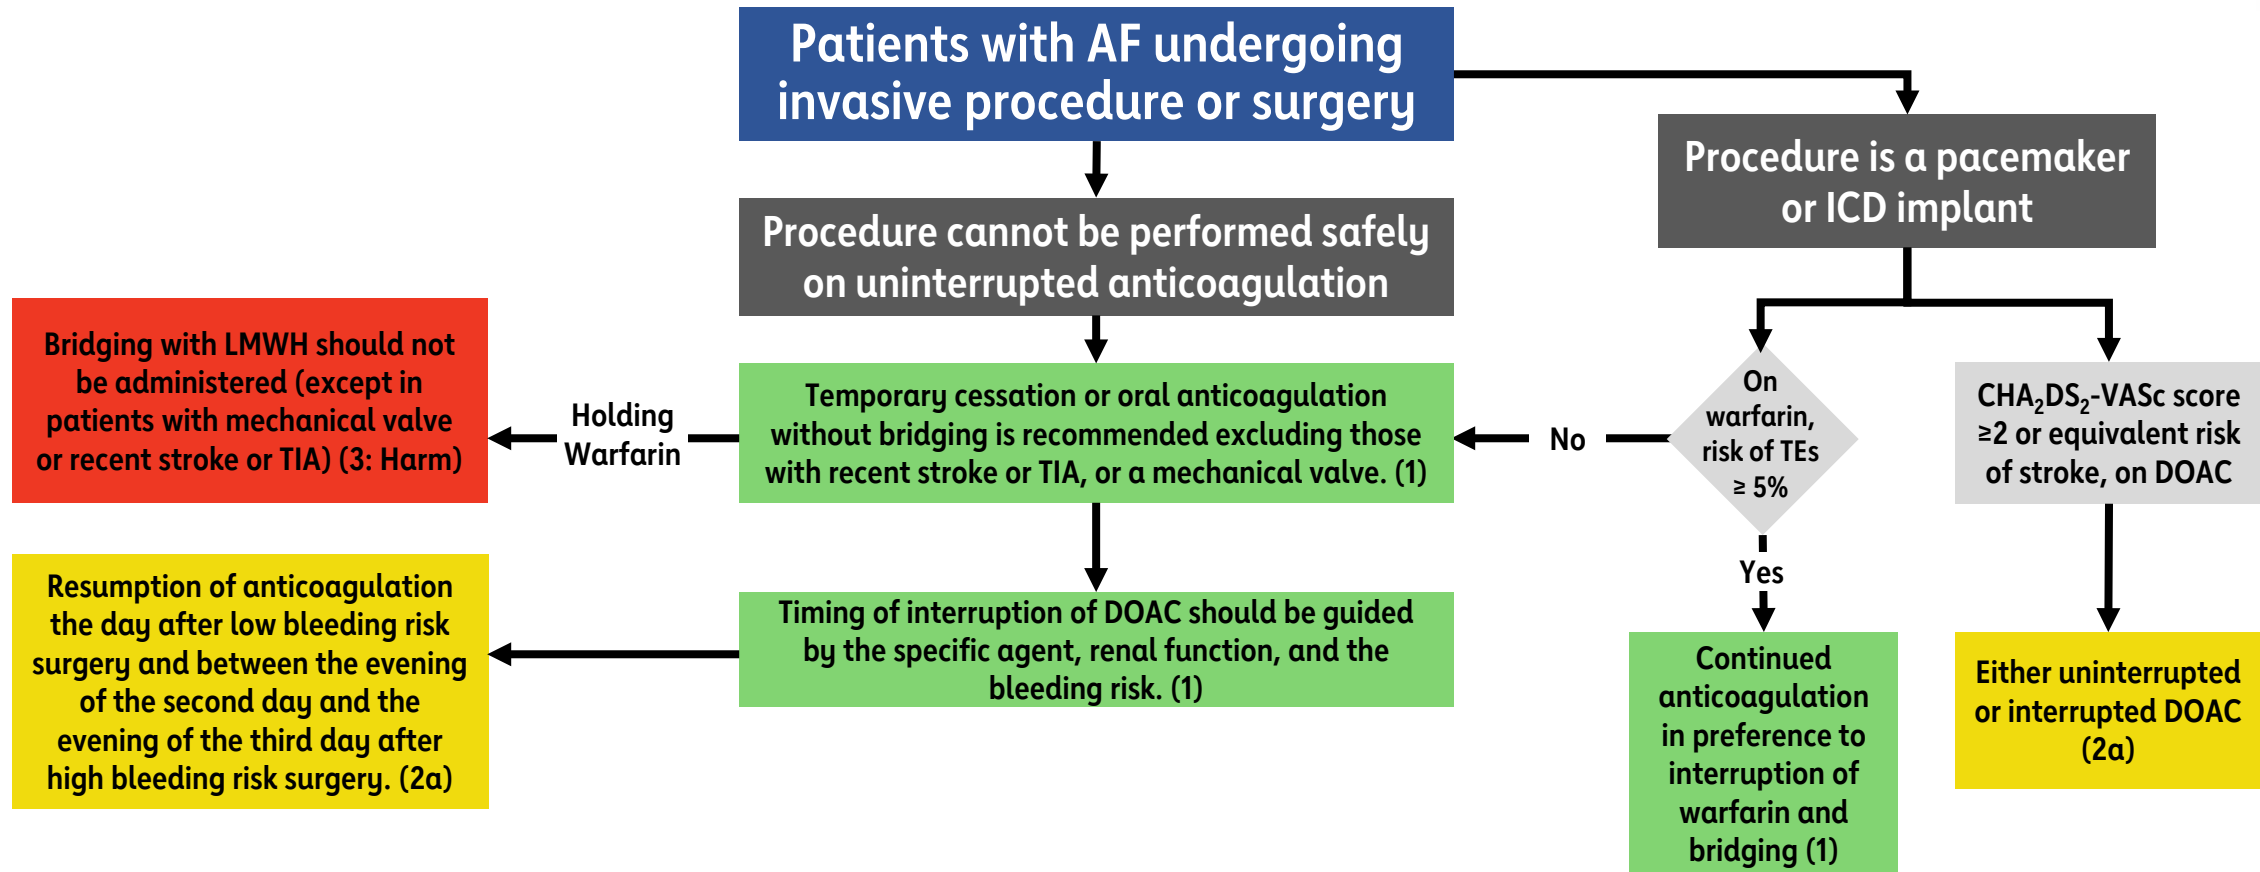 Patients with AF undergoing
invasive procedure or surgery
Procedure is a pacemaker
or ICD implant
Procedure cannot be performed safely
on uninterrupted anticoagulation
Bridging with LMWH should not
be administered (except in
patients with mechanical valve
or recent stroke or TIA) (3: Harm)
Holding
Warfarin
Temporary cessation or oral anticoagulation
without bridging is recommended excluding those
with recent stroke or TIA, or a mechanical valve. (1)
No
On
warfarin,
risk of TEs
≥ 5%
CHA₂DS₂-VASc score
≥2 or equivalent risk
of stroke, on DOAC
Yes
Resumption of anticoagulation
the day after low bleeding risk
surgery and between the evening
of the second day and the
evening of the third day after
high bleeding risk surgery. (2a)
Timing of interruption of DOAC should be guided
by the specific agent, renal function, and the
bleeding risk. (1)
Continued
anticoagulation
in preference to
interruption of
warfarin and
bridging (1)
Either uninterrupted
or interrupted DOAC
(2a)